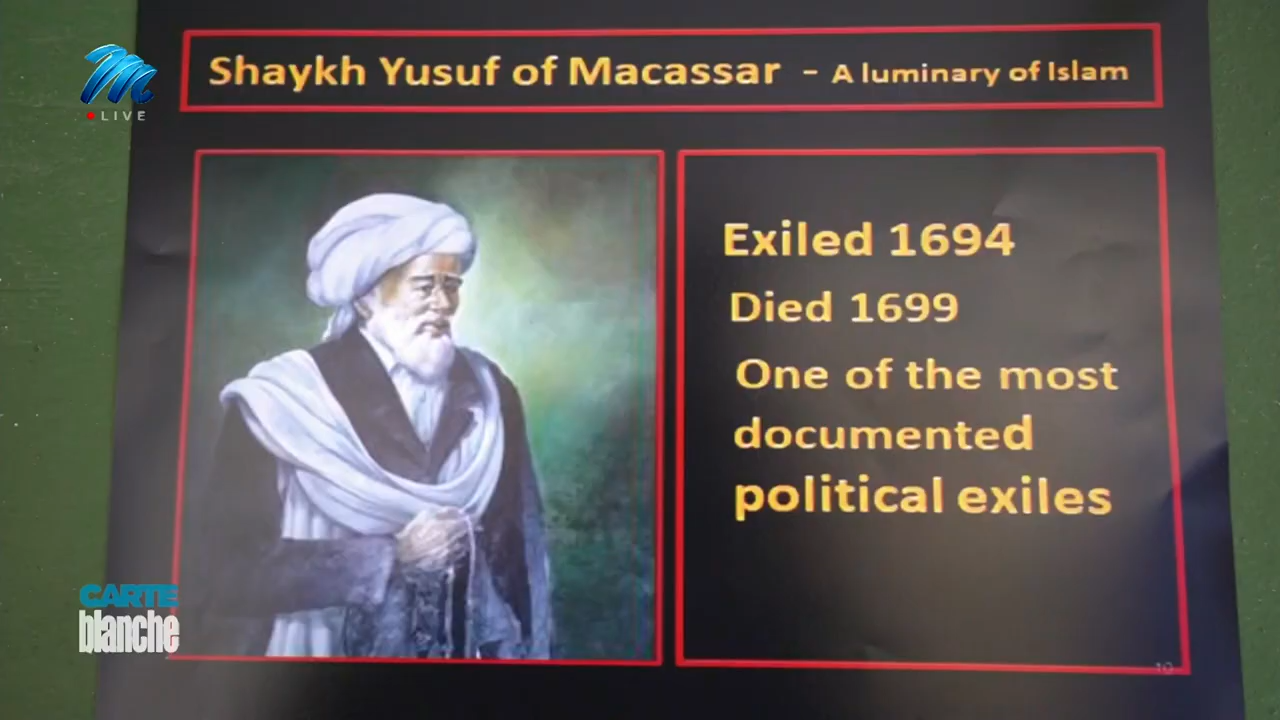 Shaykh Yusuf of Macassar - A luminary of Islam
LIVE
Exiled 1694
Died 1699
One of the most
documented
political exiles
CARTE
blanche
10